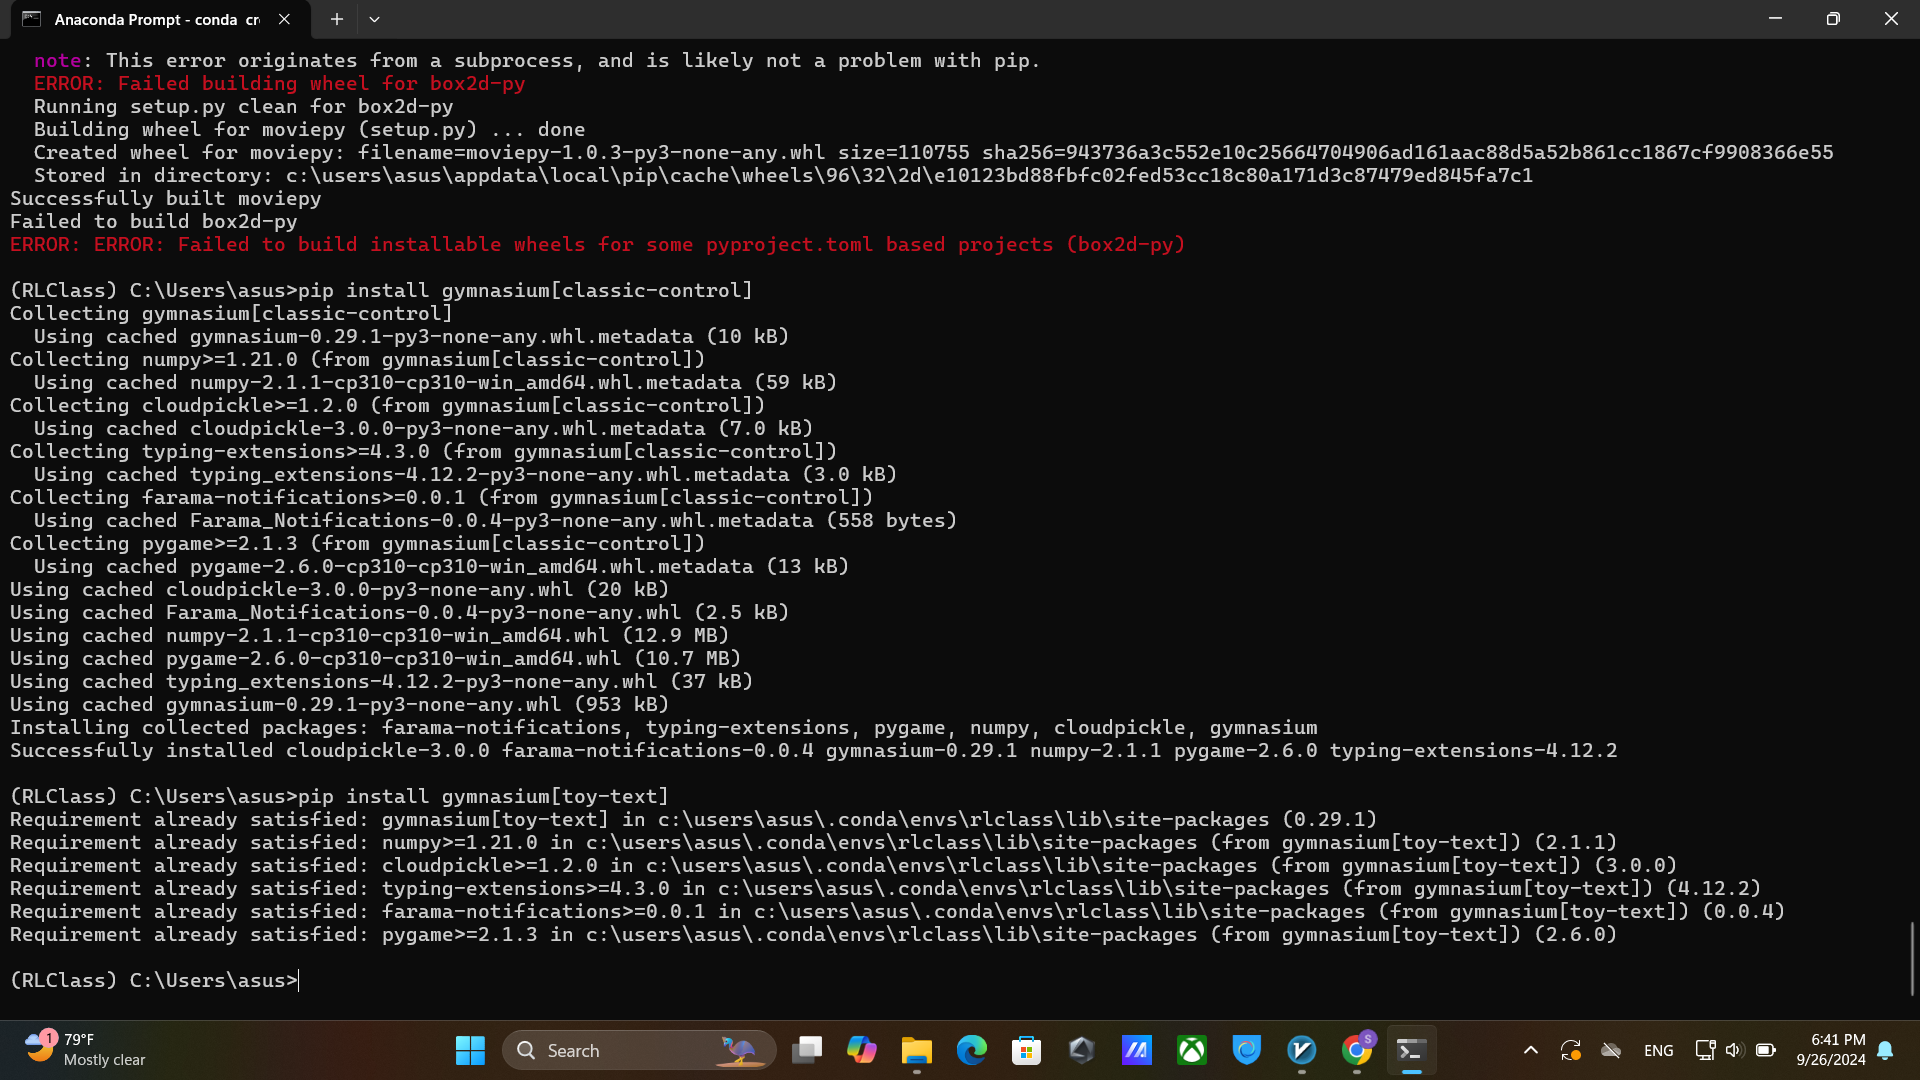 Anaconda Prompt - conda  cr
note: This error originates from a subprocess, and is likely not a problem with pip.
ERROR: Failed building wheel for box2d-py
Running setup.py clean for box2d-py
Building wheel for moviepy (setup.py) ... done
Created wheel for moviepy: filename=moviepy-1.0.3-py3-none-any.whl size=110755 sha256=943736a3c552e10c25664704906ad161aac88d5a52b861cc1867cf9908366e55
Stored in directory: c:\users\asus\appdata\local\pip\cache\wheels\96\32\2d\e10123bd88fbfc02fed53cc18c80a171d3c87479ed845fa7c1
Successfully built moviepy
Failed to build box2d-py
ERROR: ERROR: Failed to build installable wheels for some pyproject.toml based projects (box2d-py)
(RLClass) C:\Users\asus>pip install gymnasium[classic-control]
Collecting gymnasium[classic-control]
Using cached gymnasium-0.29.1-py3-none-any.whl.metadata (10 kB)
Collecting numpy>=1.21.0 (from gymnasium[classic-control])
Using cached numpy-2.1.1-cp310-cp310-win_amd64.whl.metadata (59 kB)
Collecting cloudpickle>=1.2.0 (from gymnasium[classic-control])
Using cached cloudpickle-3.0.0-py3-none-any.whl.metadata (7.0 kB)
Collecting typing-extensions>=4.3.0 (from gymnasium[classic-control])
Using cached typing_extensions-4.12.2-py3-none-any.whl.metadata (3.0 kB)
Collecting farama-notifications>=0.0.1 (from gymnasium[classic-control])
Using cached Farama_Notifications-0.0.4-py3-none-any.whl.metadata (558 bytes)
Collecting pygame>=2.1.3 (from gymnasium[classic-control])
Using cached pygame-2.6.0-cp310-cp310-win_amd64.whl.metadata (13 kB)
Using cached cloudpickle-3.0.0-py3-none-any.whl (20 kB)
Using cached Farama_Notifications-0.0.4-py3-none-any.whl (2.5 kB)
Using cached numpy-2.1.1-cp310-cp310-win_amd64.whl (12.9 MB)
Using cached pygame-2.6.0-cp310-cp310-win_amd64.whl (10.7 MB)
Using cached typing_extensions-4.12.2-py3-none-any.whl (37 kB)
Using cached gymnasium-0.29.1-py3-none-any.whl (953 kB)
Installing collected packages: farama-notifications, typing-extensions, pygame, numpy, cloudpickle, gymnasium
Successfully installed cloudpickle-3.0.0 farama-notifications-0.0.4 gymnasium-0.29.1 numpy-2.1.1 pygame-2.6.0 typing-extensions-4.12.2
(RLClass) C:\Users\asus>pip install gymnasium[toy-text]
Requirement already satisfied: gymnasium[toy-text] in c:\users\asus\.conda\envs\rlclass\lib\site-packages (0.29.1)
Requirement already satisfied: numpy>=1.21.0 in c:\users\asus\.conda\envs\rlclass\lib\site-packages (from gymnasium[toy-text]) (2.1.1)
Requirement already satisfied: cloudpickle>=1.2.0 in c:\users\asus\.conda\envs\rlclass\lib\site-packages (from gymnasium[toy-text]) (3.0.0)
Requirement already satisfied: typing-extensions>=4.3.0 in c:\users\asus\.conda\envs\rlclass\lib\site-packages (from gymnasium[toy-text]) (4.12.2)
Requirement already satisfied: farama-notifications>=0.0.1 in c:\users\asus\.conda\envs\rlclass\lib\site-packages (from gymnasium[toy-text]) (0.0.4)
Requirement already satisfied: pygame>=2.1.3 in c:\users\asus\.conda\envs\rlclass\lib\site-packages (from gymnasium[toy-text]) (2.6.0)
(RLClass) C:\Users\asus>
1
79°F
Mostly clear
Search
S
ENG
6:41 PM
9/26/2024